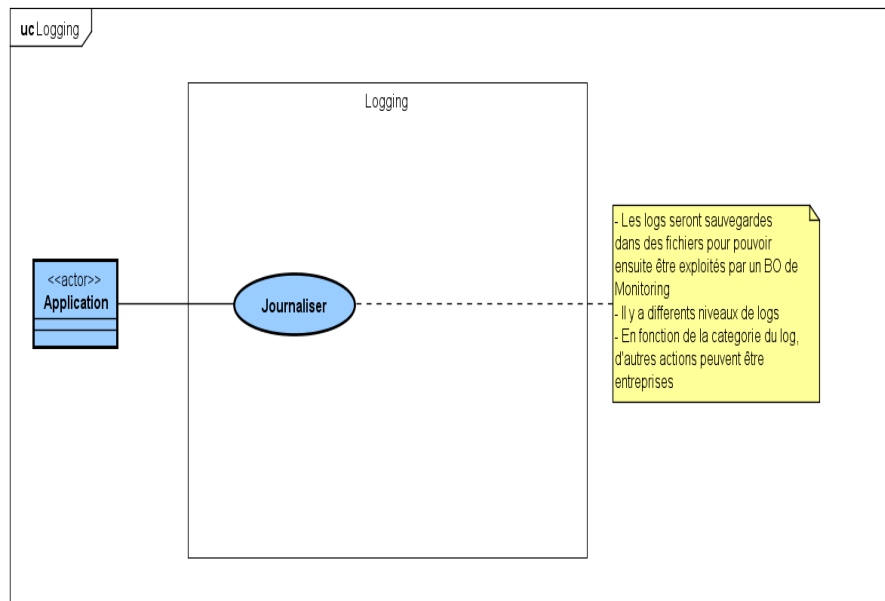 uc Logging
Logging
<<actor>>
Application
Journaliser
- Les logs seront sauvegardes
dans des fichiers pour pouvoir
ensuite être exploités par un BO de
Monitoring
- Il y a differents niveaux de logs
- En fonction de la categorie du log,
d'autres actions peuvent être
entreprises